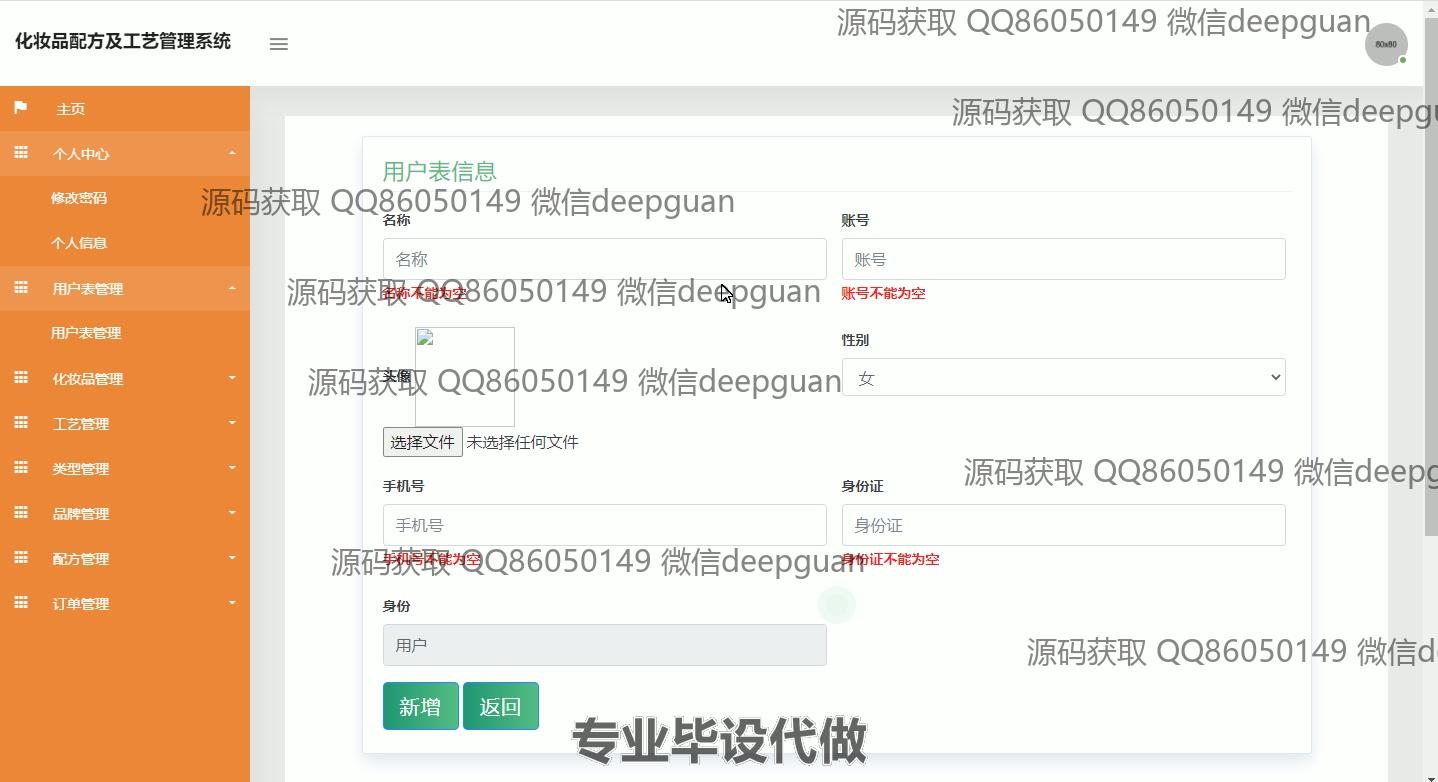 化妆品配方及工艺管理系统
源码获取 QQ86050149 微信deepguan
80x80
主页
源码获取 QQ86050149 微信deepgu
个人中心
用户表信息
修改密码
源码获取 QQ86050149 微信deepguan
名称
账号
个人信息
名称
账号
用户表管理
源码获取 QQ86050149 微信deepguan
名称不能为空
账号不能为空
用户表管理
性别
化妆品管理
头像
源码获取 QQ86050149 微信deepguan
女
工艺管理
选择文件 未选择任何文件
类型管理
源码获取 QQ86050149 微信deepg
手机号
身份证
品牌管理
手机号
身份证
配方管理
源码获取 QQ86050149 微信deepguan
手机号不能为空
身份证不能为空
订单管理
身份
用户
源码获取 QQ86050149 微信d
新增
返回
专业毕设代做